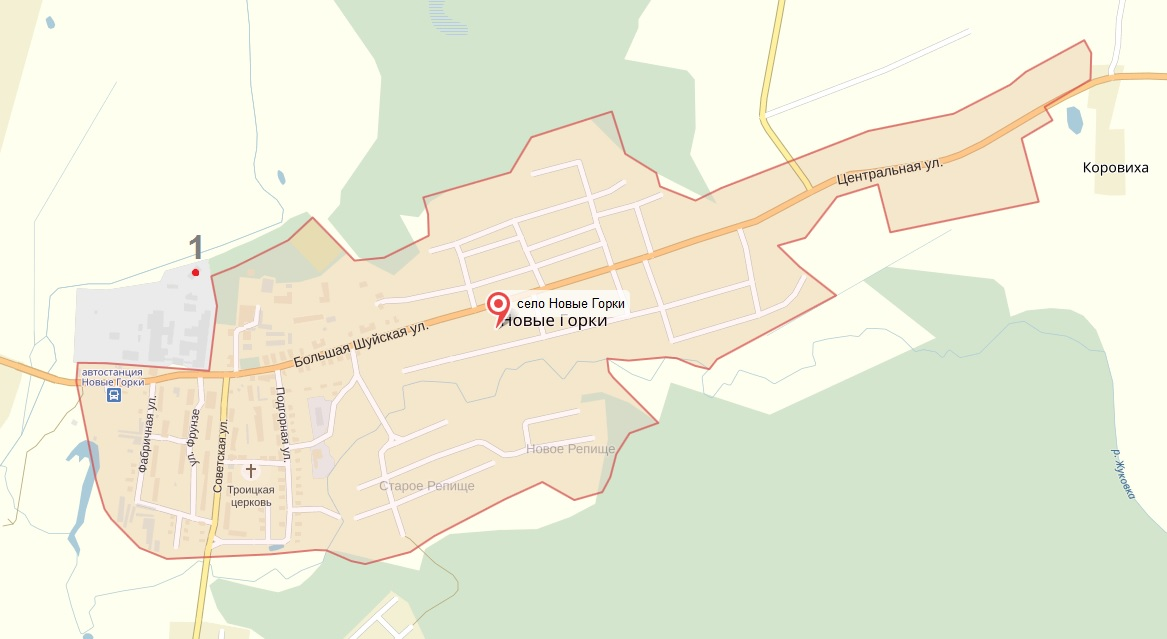 Коровиха
Центральная ул.
1
село Новые Горки
Новые Горки
Большая Шуйская ул.
автостанция
Новые Горки
Фабричная ул.
ул. Фрунзе
Советская ул.
Подгорная ул.
Новое Репище
Старое Репище
Троицкая
церковь
р. Жуковка